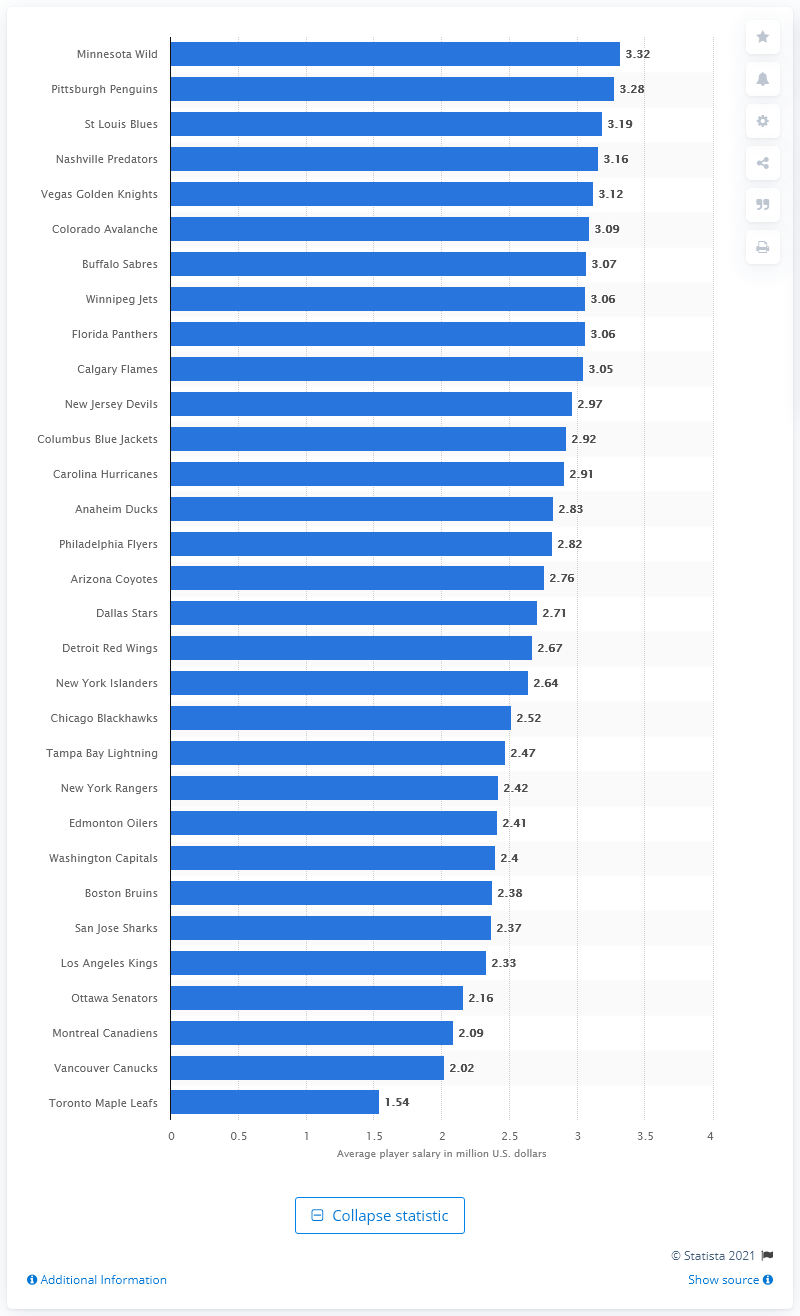 Minnesota Wild 3.32
Pittsburgh Penguins 3.28
St Louis Blues 3.19
Nashville Predators 3.16
Vegas Golden Knights 3.12
Colorado Avalanche 3.09
Buffalo Sabres 3.07
Winnipeg Jets 3.06
Florida Panthers 3.06
Calgary Flames 3.05
New Jersey Devils 2.97
Columbus Blue Jackets 2.92
Carolina Hurricanes 2.91
Anaheim Ducks 2.83
Philadelphia Flyers 2.82
Arizona Coyotes 2.76
Dallas Stars 2.71
Detroit Red Wings 2.67
New York Islanders 2.64
Chicago Blackhawks 2.52
Tampa Bay Lightning 2.47
New York Rangers 2.42
Edmonton Oilers 2.41
Washington Capitals 2.4
Boston Bruins 2.38
San Jose Sharks 2.37
Los Angeles Kings 2.33
Ottawa Senators 2.16
Montreal Canadiens 2.09
Vancouver Canucks 2.02
Toronto Maple Leafs 1.54
0 0.5 1 1.5 2 2.5 3 3.5 4
Average player salary in million U.S. dollars
Collapse statistic
© Statista 2021
Additional Information Show source